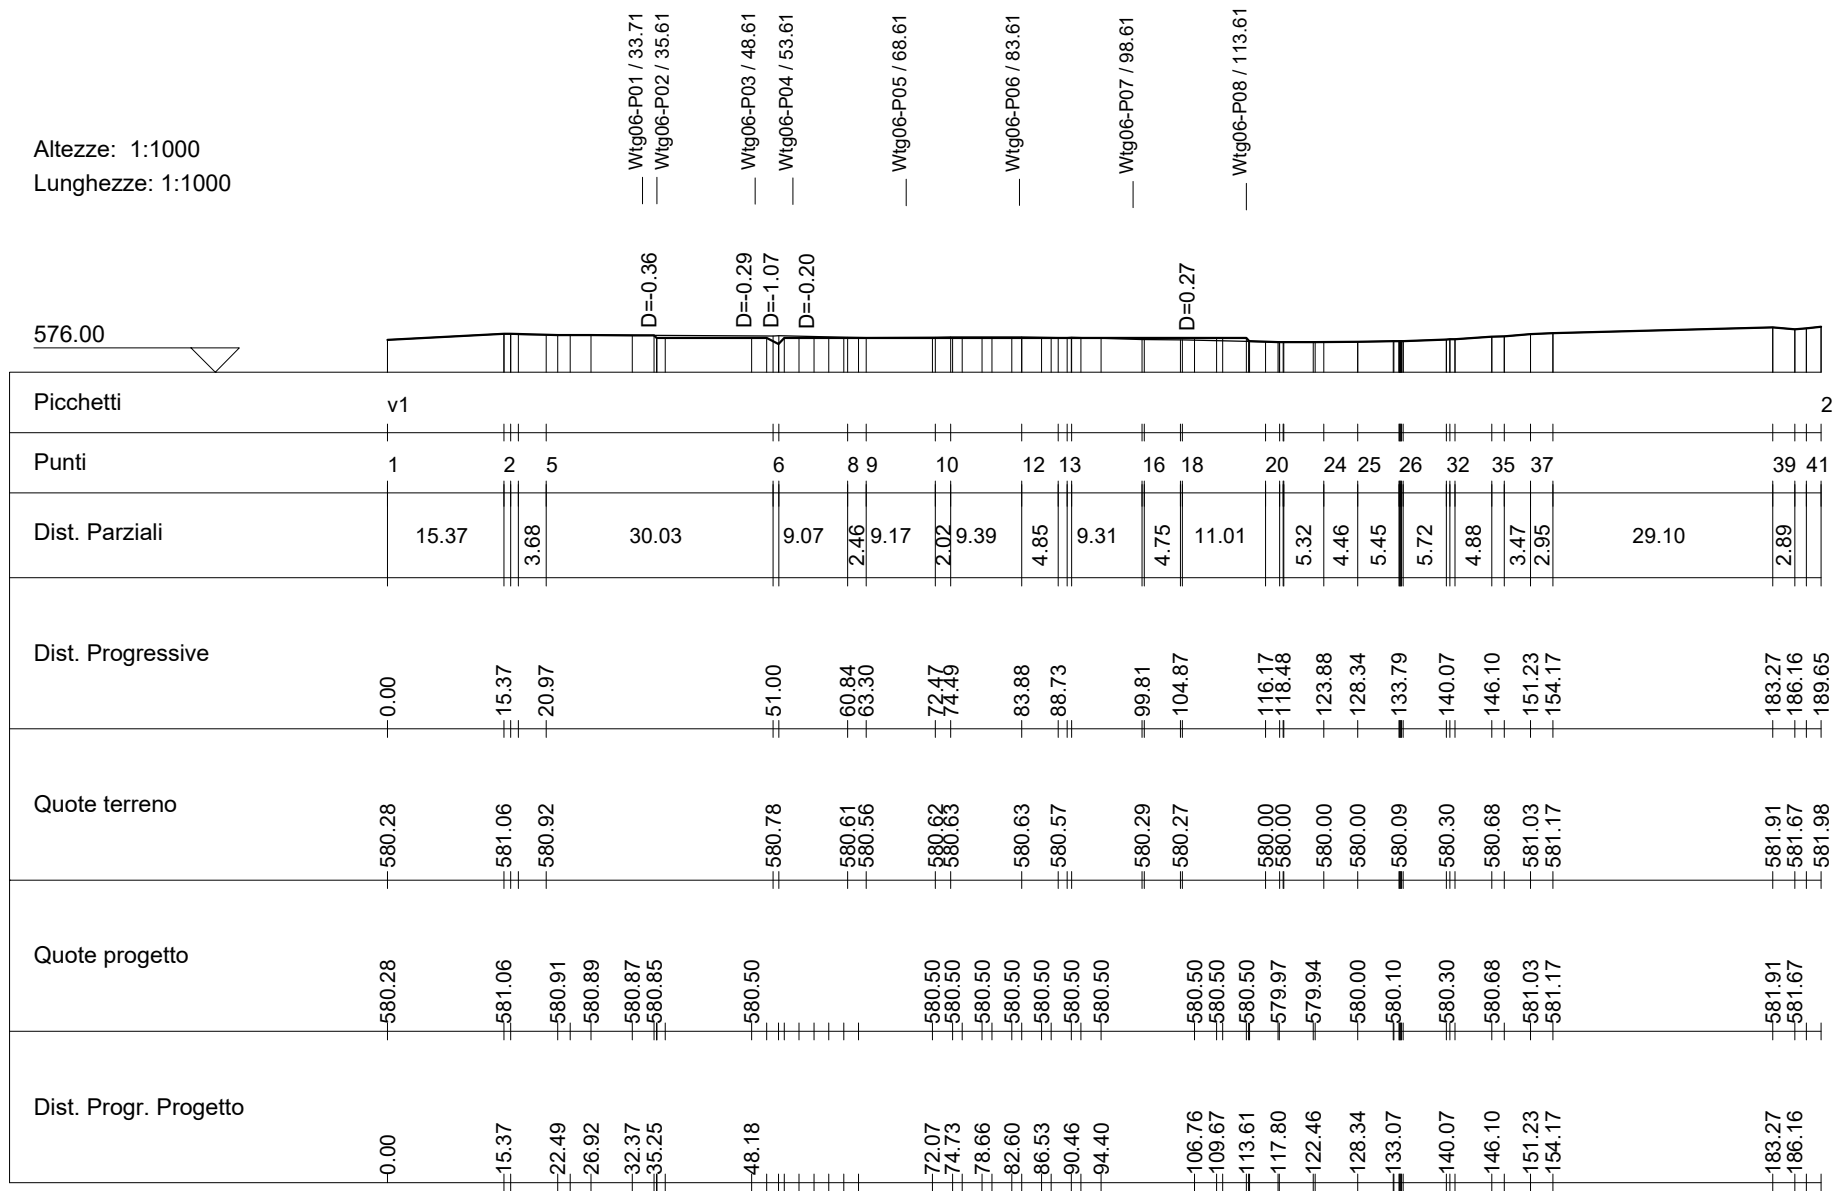 Wtg06-P01 / 33.71
Wtg06-P02 / 35.61
Wtg06-P03 / 48.61
Wtg06-P04 / 53.61
Wtg06-P05 / 68.61
Wtg06-P06 / 83.61
Wtg06-P07 / 98.61
Wtg06-P08 / 113.61
Altezze: 1:1000
Lunghezze: 1:1000
D=-0.36
D=-0.29
D=-1.07
D=-0.20
D=0.27
576.00
Picchetti v1 2
Punti 1 2 5 6 8 9 10 12 13 16 18 20 24 25 26 32 35 37 39 41
Dist. Parziali 15.37 3.68 30.03 9.07 2.46 9.17 2.02 9.39 4.85 9.31 4.75 11.01 5.32 4.46 5.45 5.72 4.88 3.47 2.95 29.10 2.89
Dist. Progressive 0.00 15.37 20.97 51.00 60.84 63.30 72.47 74.49 83.88 88.73 99.81 104.87 116.17 118.48 123.88 128.34 133.79 140.07 146.10 151.23 154.17 183.27 186.16 189.65
Quote terreno 580.28 581.06 580.92 580.78 580.61 580.56 580.62 580.63 580.63 580.57 580.29 580.27 580.00 580.00 580.00 580.00 580.09 580.30 580.68 581.03 581.17 581.91 581.67 581.98
Quote progetto 580.28 581.06 580.91 580.89 580.87 580.85 580.50 580.50 580.50 580.50 580.50 580.50 580.50 580.50 580.50 580.50 580.50 579.97 579.94 580.00 580.10 580.30 580.68 581.03 581.17 581.91 581.67
Dist. Progr. Progetto 0.00 15.37 22.49 26.92 32.37 35.25 48.18 72.07 74.73 78.66 82.60 86.53 90.46 94.40 106.76 109.67 113.61 117.80 122.46 128.34 133.07 140.07 146.10 151.23 154.17 183.27 186.16